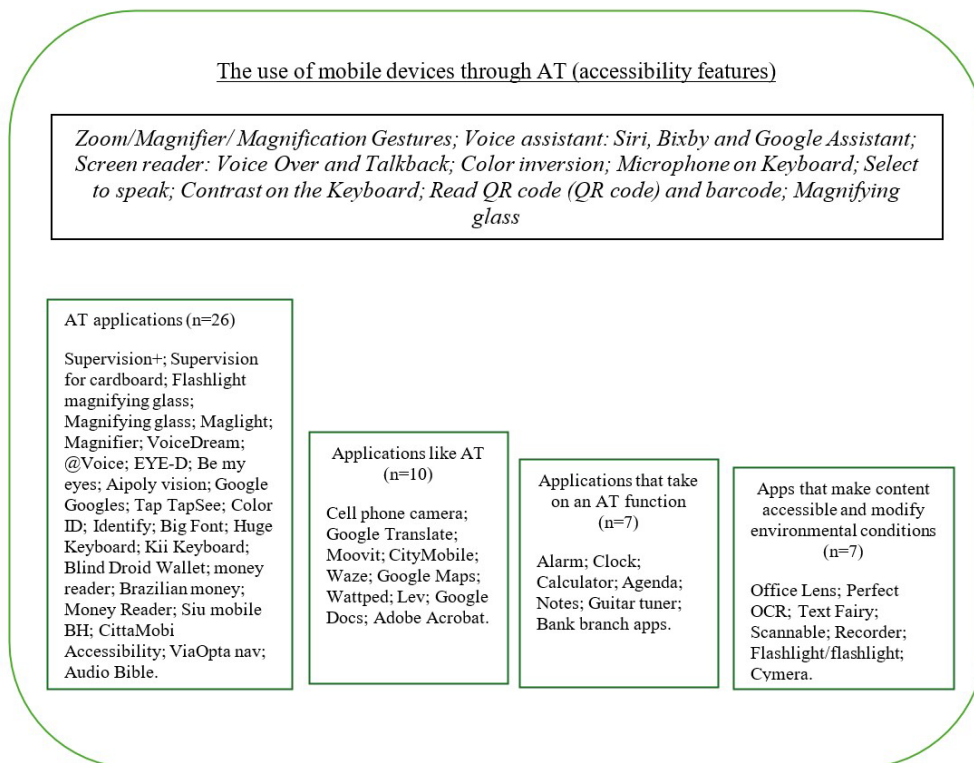 The use of mobile devices through AT (accessibility features)
Zoom/Magnifier/ Magnification Gestures; Voice assistant: Siri, Bixby and Google Assistant;
Screen reader: Voice Over and Talkback; Color inversion; Microphone on Keyboard; Select
to speak; Contrast on the Keyboard; Read QR code (QR code) and barcode; Magnifying
glass
AT applications (n=26)
Supervision+; Supervision
for cardboard; Flashlight
magnifying glass;
Magnifying glass; Maglight;
Magnifier; VoiceDream;
@Voice; EYE-D; Be my
eyes; Aipoly vision; Google
Googles; Tap TapSee; Color
ID; Identify; Big Font; Huge
Keyboard; Kii Keyboard;
Blind Droid Wallet; money
reader; Brazilian money;
Money Reader; Siu mobile
BH; CittaMobi
Accessibility; ViaOpta nav;
Audio Bible.
Applications like AT
(n=10)
Cell phone camera;
Google Translate;
Moovit; CityMobile;
Waze; Google Maps;
Wattped; Lev; Google
Docs; Adobe Acrobat.
Applications that take
on an AT function
(n=7)
Alarm; Clock;
Calculator; Agenda;
Notes; Guitar tuner;
Bank branch apps.
Apps that make content
accessible and modify
environmental conditions
(n=7)
Office Lens; Perfect
OCR; Text Fairy;
Scannable; Recorder;
Flashlight/flashlight;
Cymera.